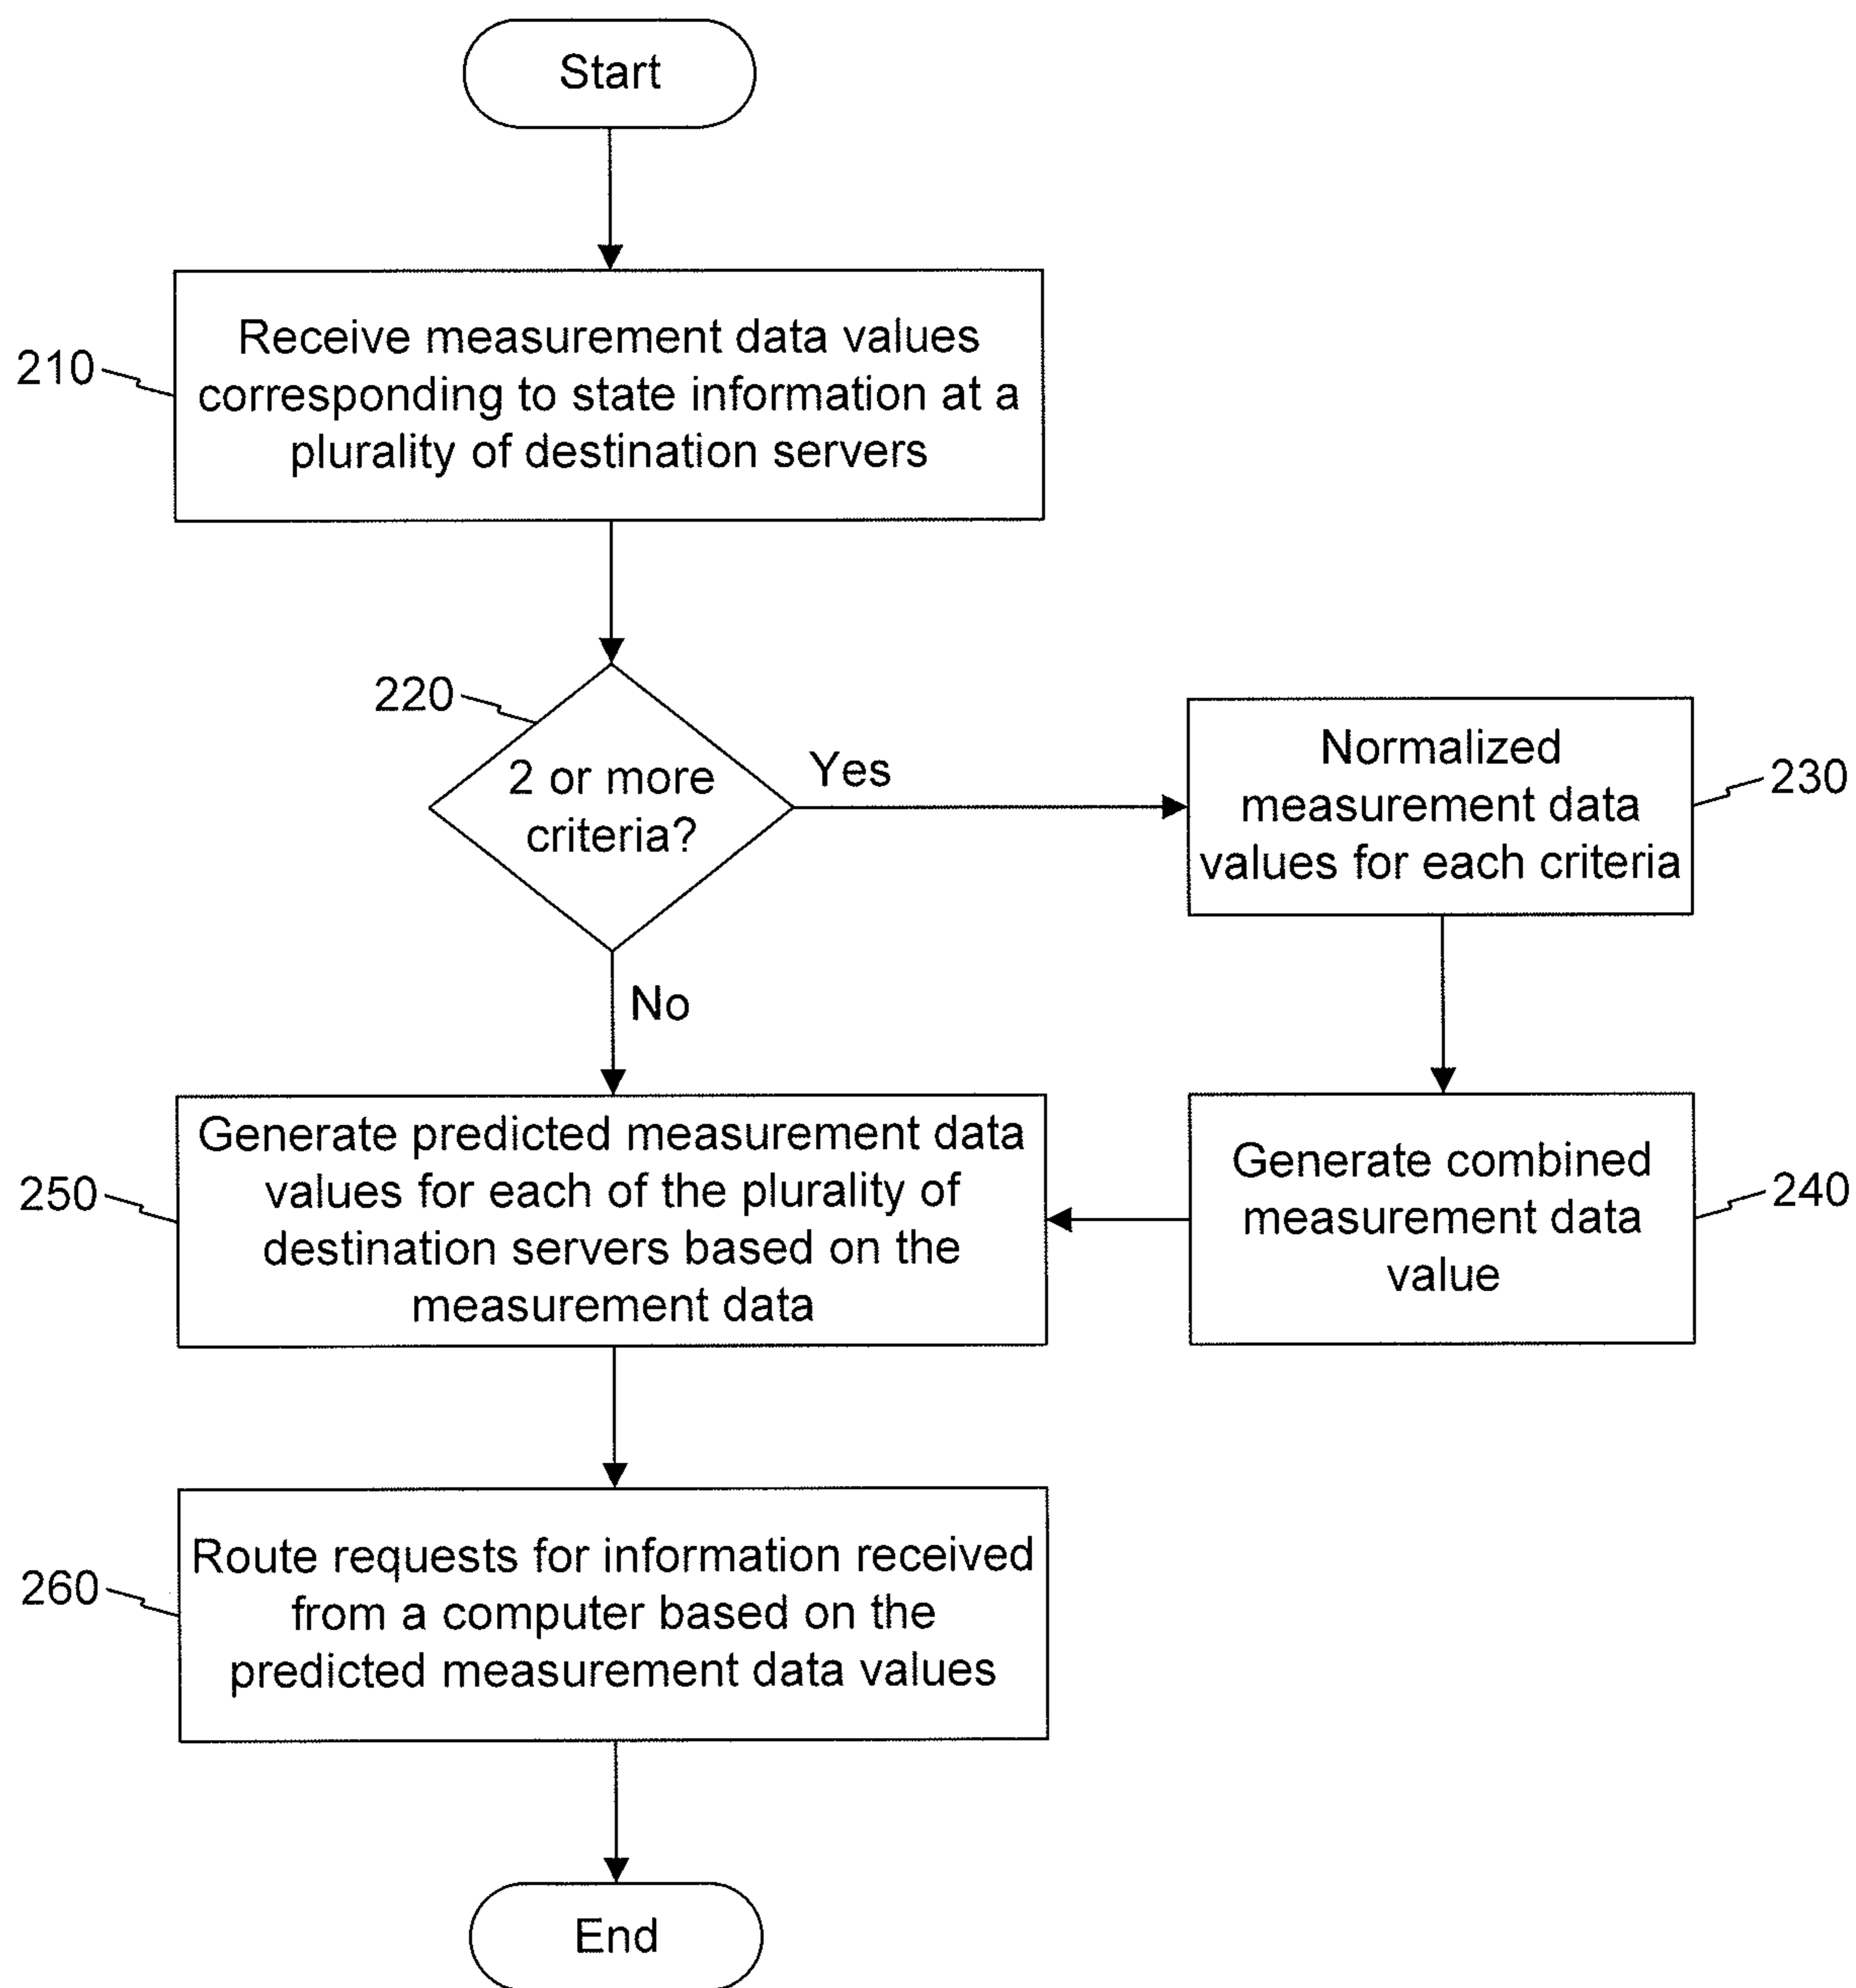 Start
210
Receive measurement data values
corresponding to state information at a
plurality of destination servers
220
2 or more
criteria?
Yes
Normalized
measurement data
values for each criteria
230
No
250
Generate predicted measurement data
values for each of the plurality of
destination servers based on the
measurement data
Generate combined
measurement data
value
240
260
Route requests for information received
from a computer based on the
predicted measurement data values
End